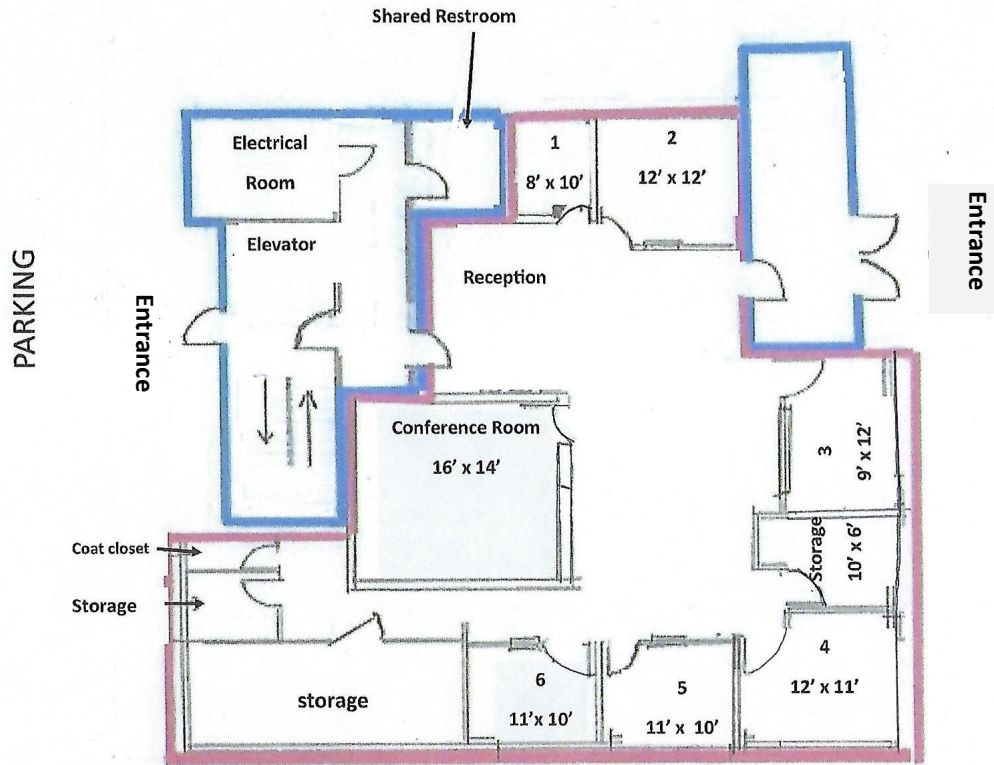 Shared Restroom
Electrical
Room
1
8' x 10'
2
12' x 12'
Elevator
Reception
Entrance
PARKING
Entrance
Conference Room
16' x 14'
3
9' x 12'
Storage
10' x 6'
Coat closet
Storage
storage
6
11'x 10'
5
11' x 10'
4
12' x 11'